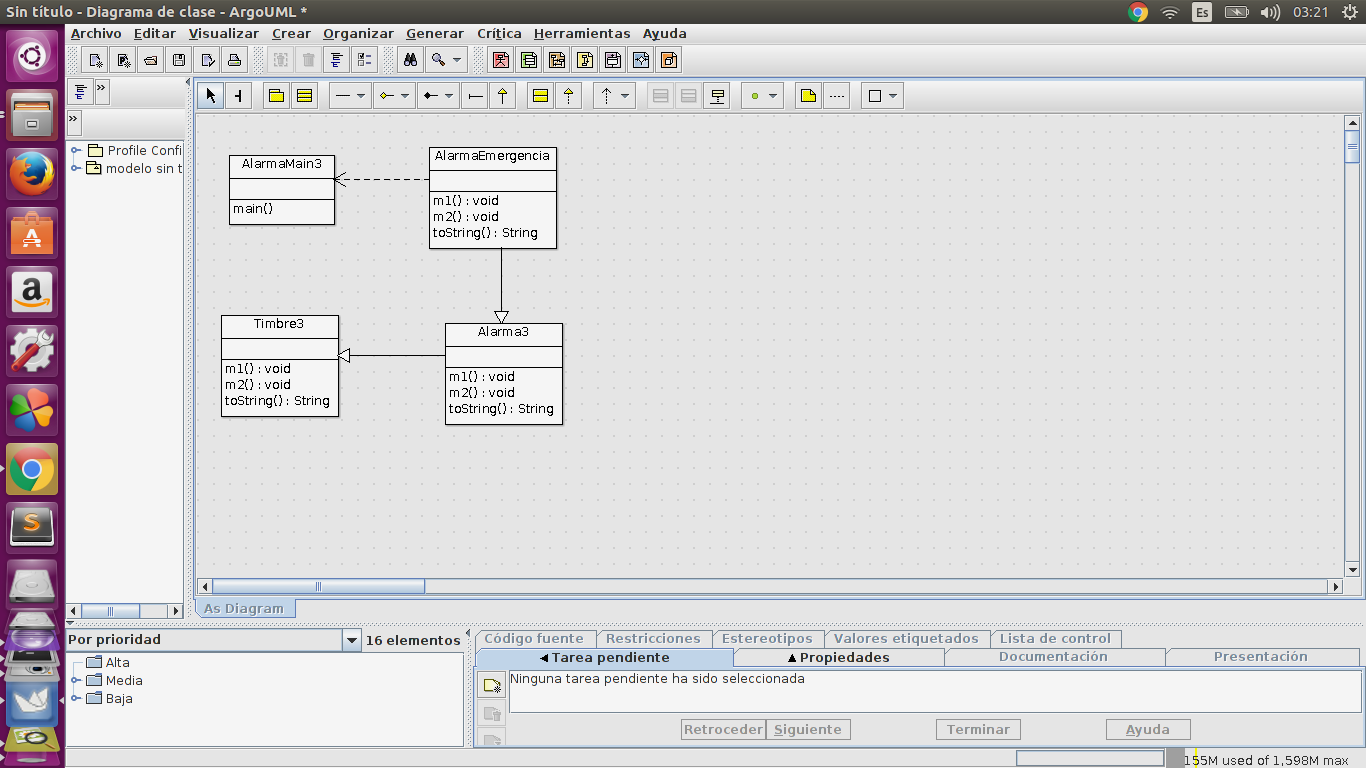 Sin título - Diagrama de clase - ArgoUML *
Es
03:21
Archivo Editar Visualizar Crear Organizar Generar Crítica Herramientas Ayuda
Profile Confi
modelo sin t
AlarmaMain3
main()
AlarmaEmergencia
m1() : void
m2() : void
toString() : String
Timbre3
m1() : void
m2() : void
toString() : String
Alarma3
m1() : void
m2() : void
toString() : String
As Diagram
Por prioridad
16 elementos
Alta
Media
Baja
Código fuente Restricciones Estereotipos Valores etiquetados Lista de control
Tarea pendiente Propiedades Documentación Presentación
Ninguna tarea pendiente ha sido seleccionada
Retroceder Siguiente Terminar Ayuda
155M used of 1,598M max